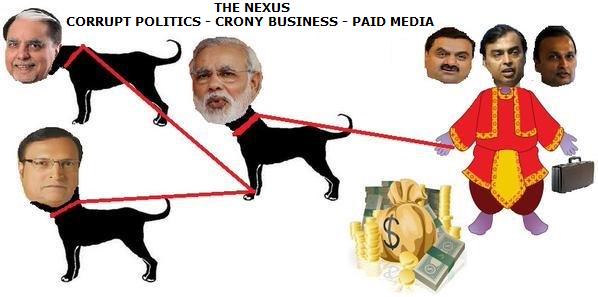 THE NEXUS
CORRUPT POLITICS - CRONY BUSINESS - PAID MEDIA
$